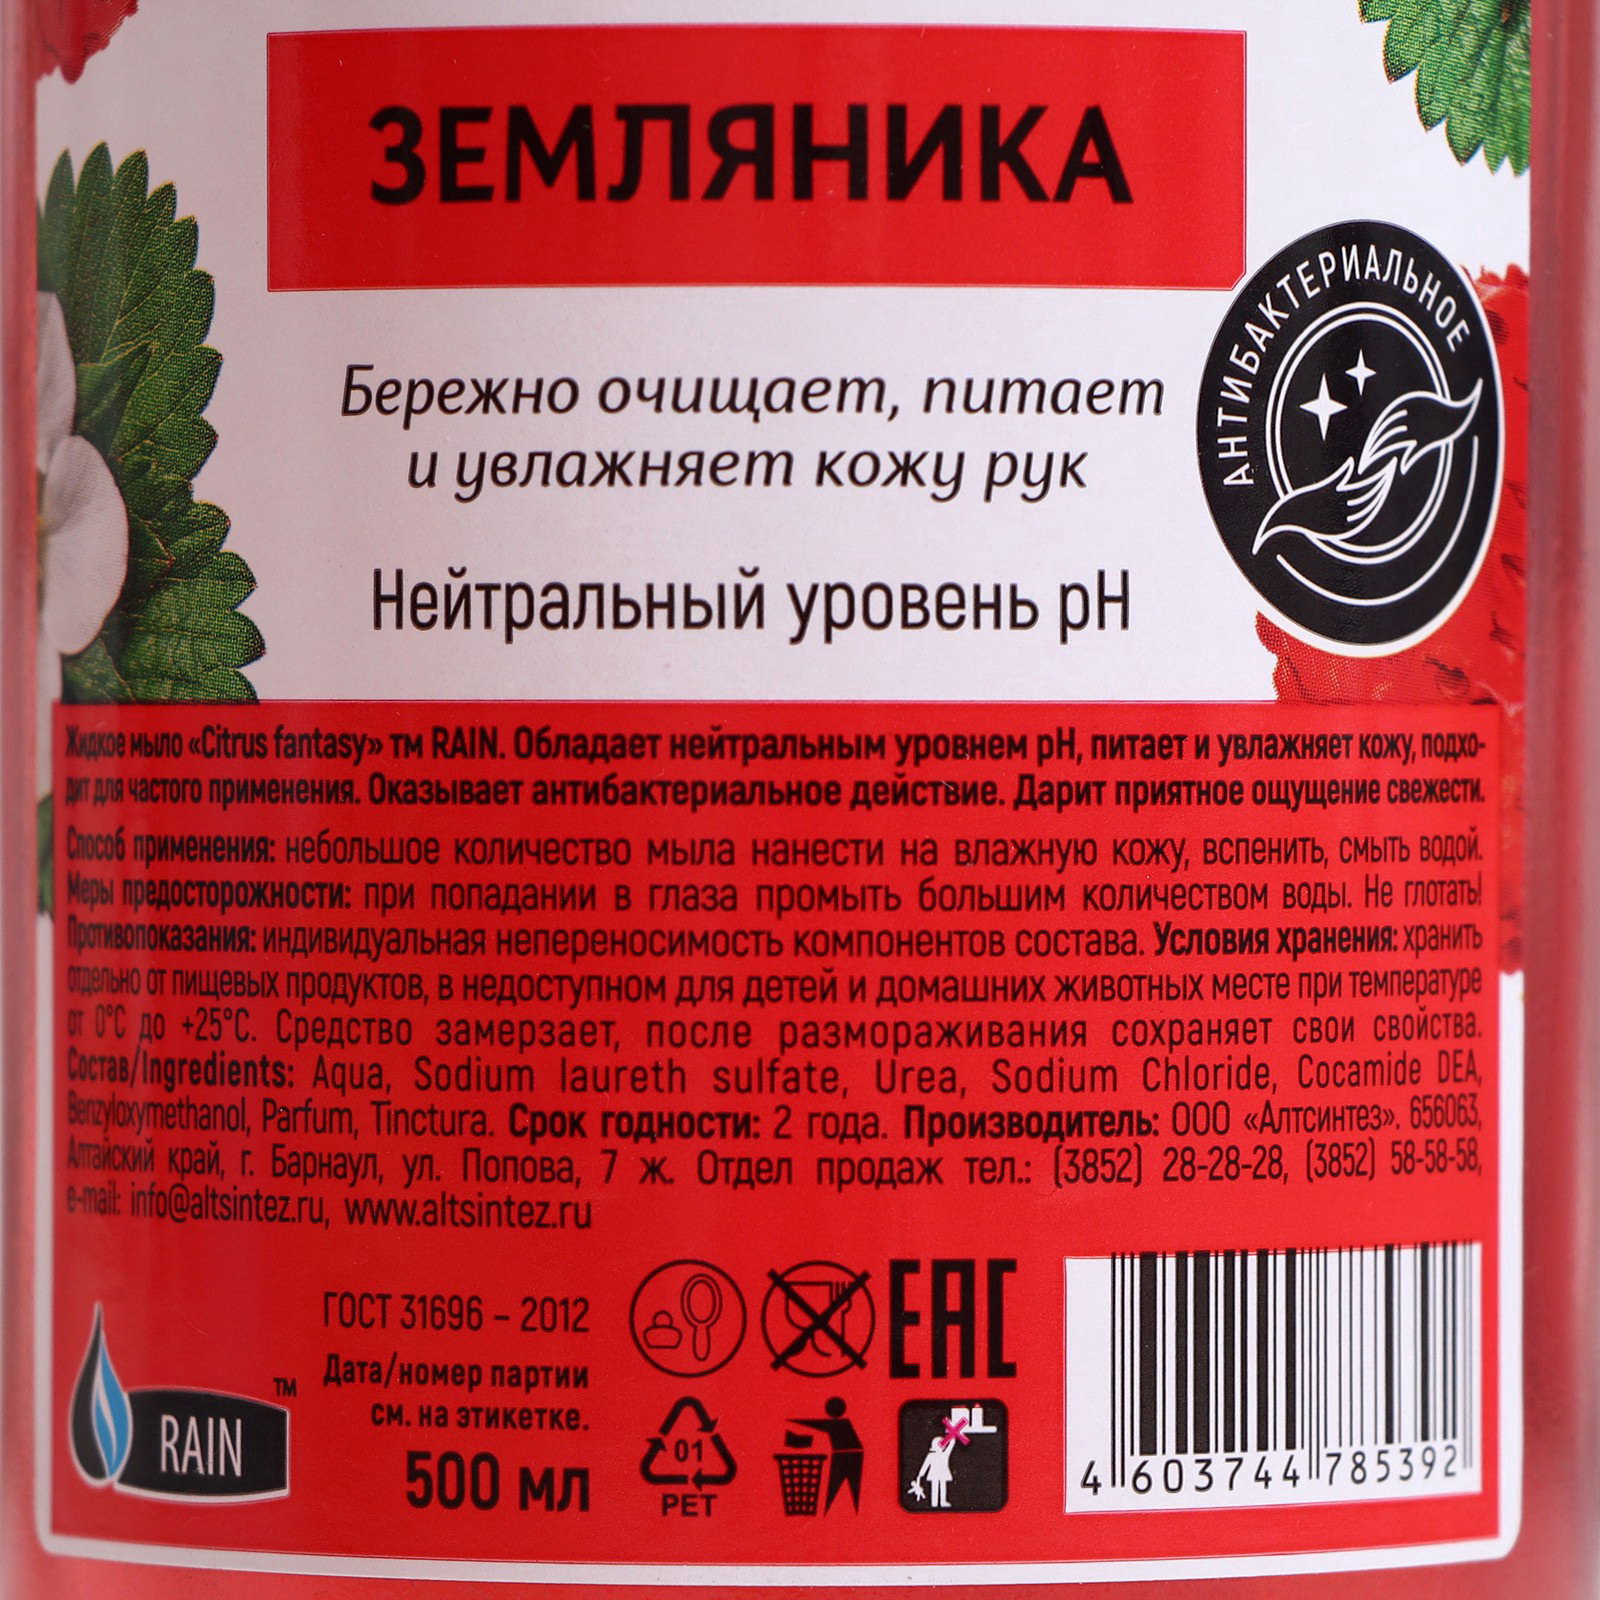 ЗЕМЛЯНИКА
АНТИБАКТЕРИАЛЬНОЕ
Бережно очищает, питает
и увлажняет кожу рук
Нейтральный уровень pH
Жидкое мыло «Citrus fantasy» тм RAIN. Обладает нейтральным уровнем pH, питает и увлажняет кожу, подхо-
дит для частого применения. Оказывает антибактериальное действие. Дарит приятное ощущение свежести.
Способ применения: небольшое количество мыла нанести на влажную кожу, вспенить, смыть водой.
Меры предосторожности: при попадании в глаза промыть большим количеством воды. Не глотать!
Противопоказания: индивидуальная непереносимость компонентов состава. Условия хранения: хранить
отдельно от пищевых продуктов, в недоступном для детей и домашних животных месте при температуре
от 0°С до +25°С. Средство замерзает, после размораживания сохраняет свои свойства.
Состав/Ingredients: Aqua, Sodium laureth sulfate, Urea, Sodium Chloride, Cocamide DEA,
Benzyloxymethanol, Parfum, Tinctura. Срок годности: 2 года. Производитель: ООО «Алтсинтез». 656063,
Алтайский край, г. Барнаул, ул. Попова, 7 ж. Отдел продаж тел.: (3852) 28-28-28, (3852) 58-58-58,
e-mail: info@altsintez.ru, www.altsintez.ru
ГОСТ 31696 – 2012
Дата/номер партии
см. на этикетке.
500 мл
RAIN
™
EAC
01
PET
4 603744 785392